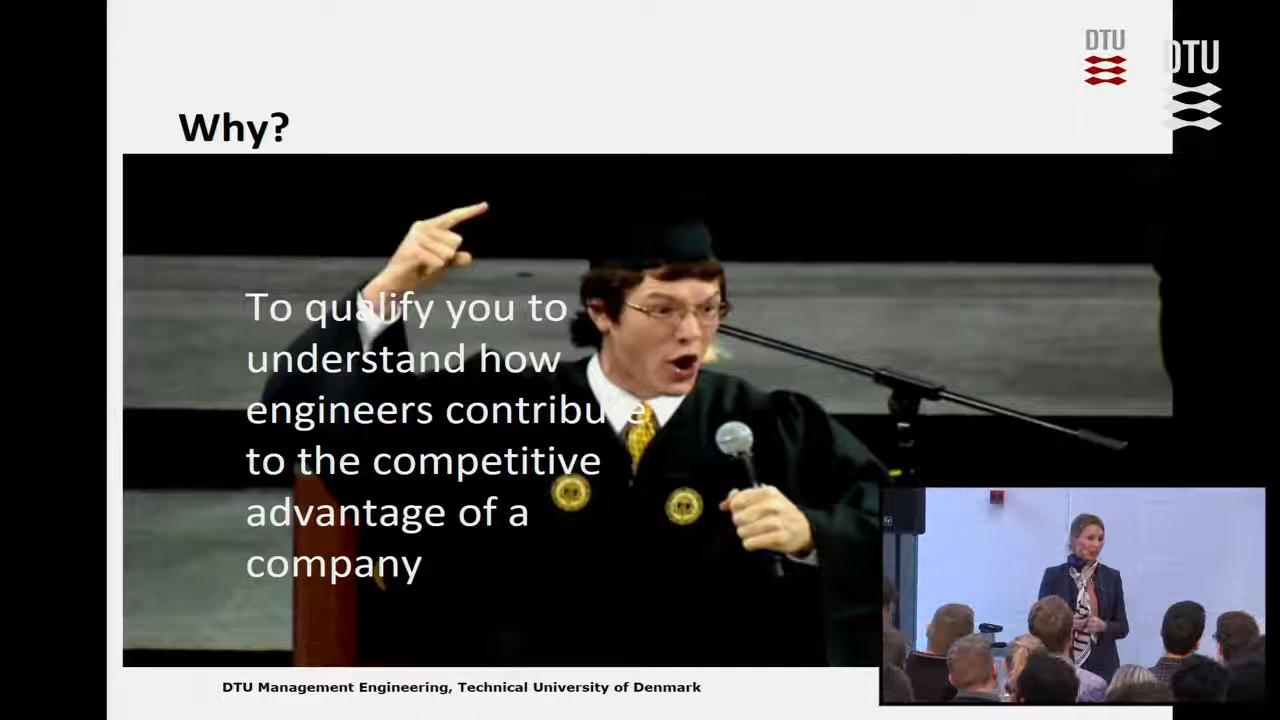 DTU
DTU
Why?
To qualify you to
understand how
engineers contribute
to the competitive
advantage of a
company
DTU Management Engineering, Technical University of Denmark